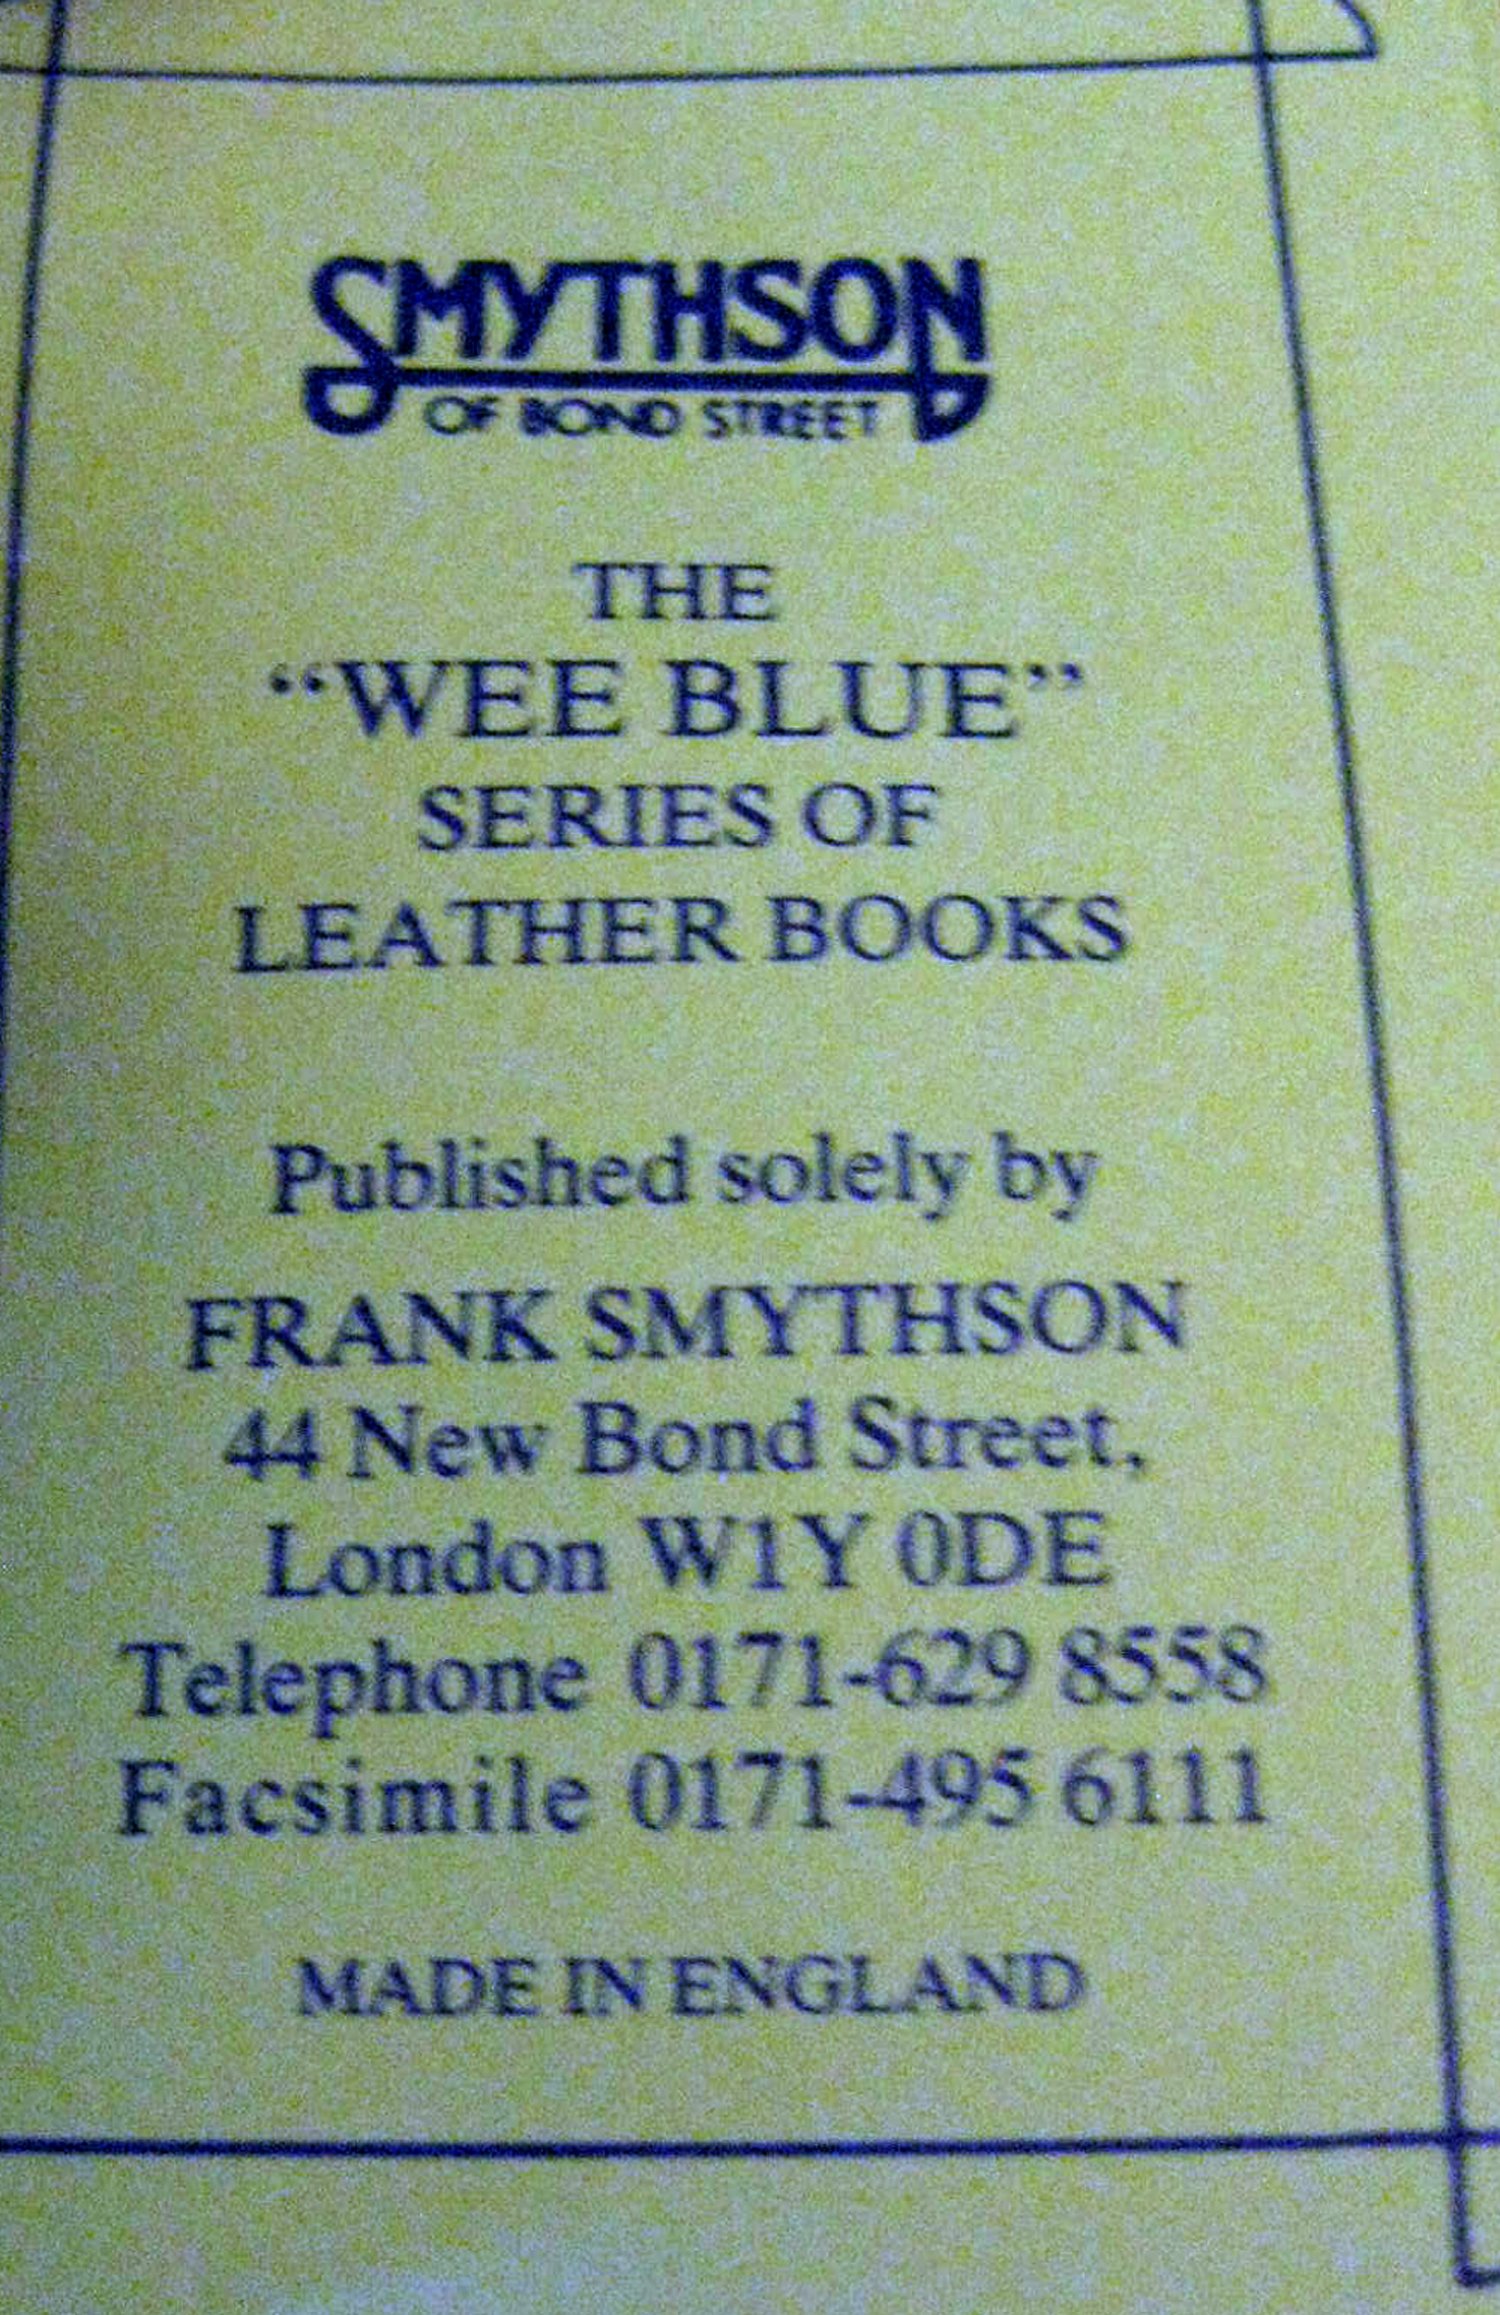 SMYTHSON
OF BOND STREET
THE
“WEE BLUE”
SERIES OF
LEATHER BOOKS
Published solely by
FRANK SMYTHSON
44 New Bond Street,
London W1Y 0DE
Telephone 0171-629 8558
Facsimile 0171-495 6111
MADE IN ENGLAND